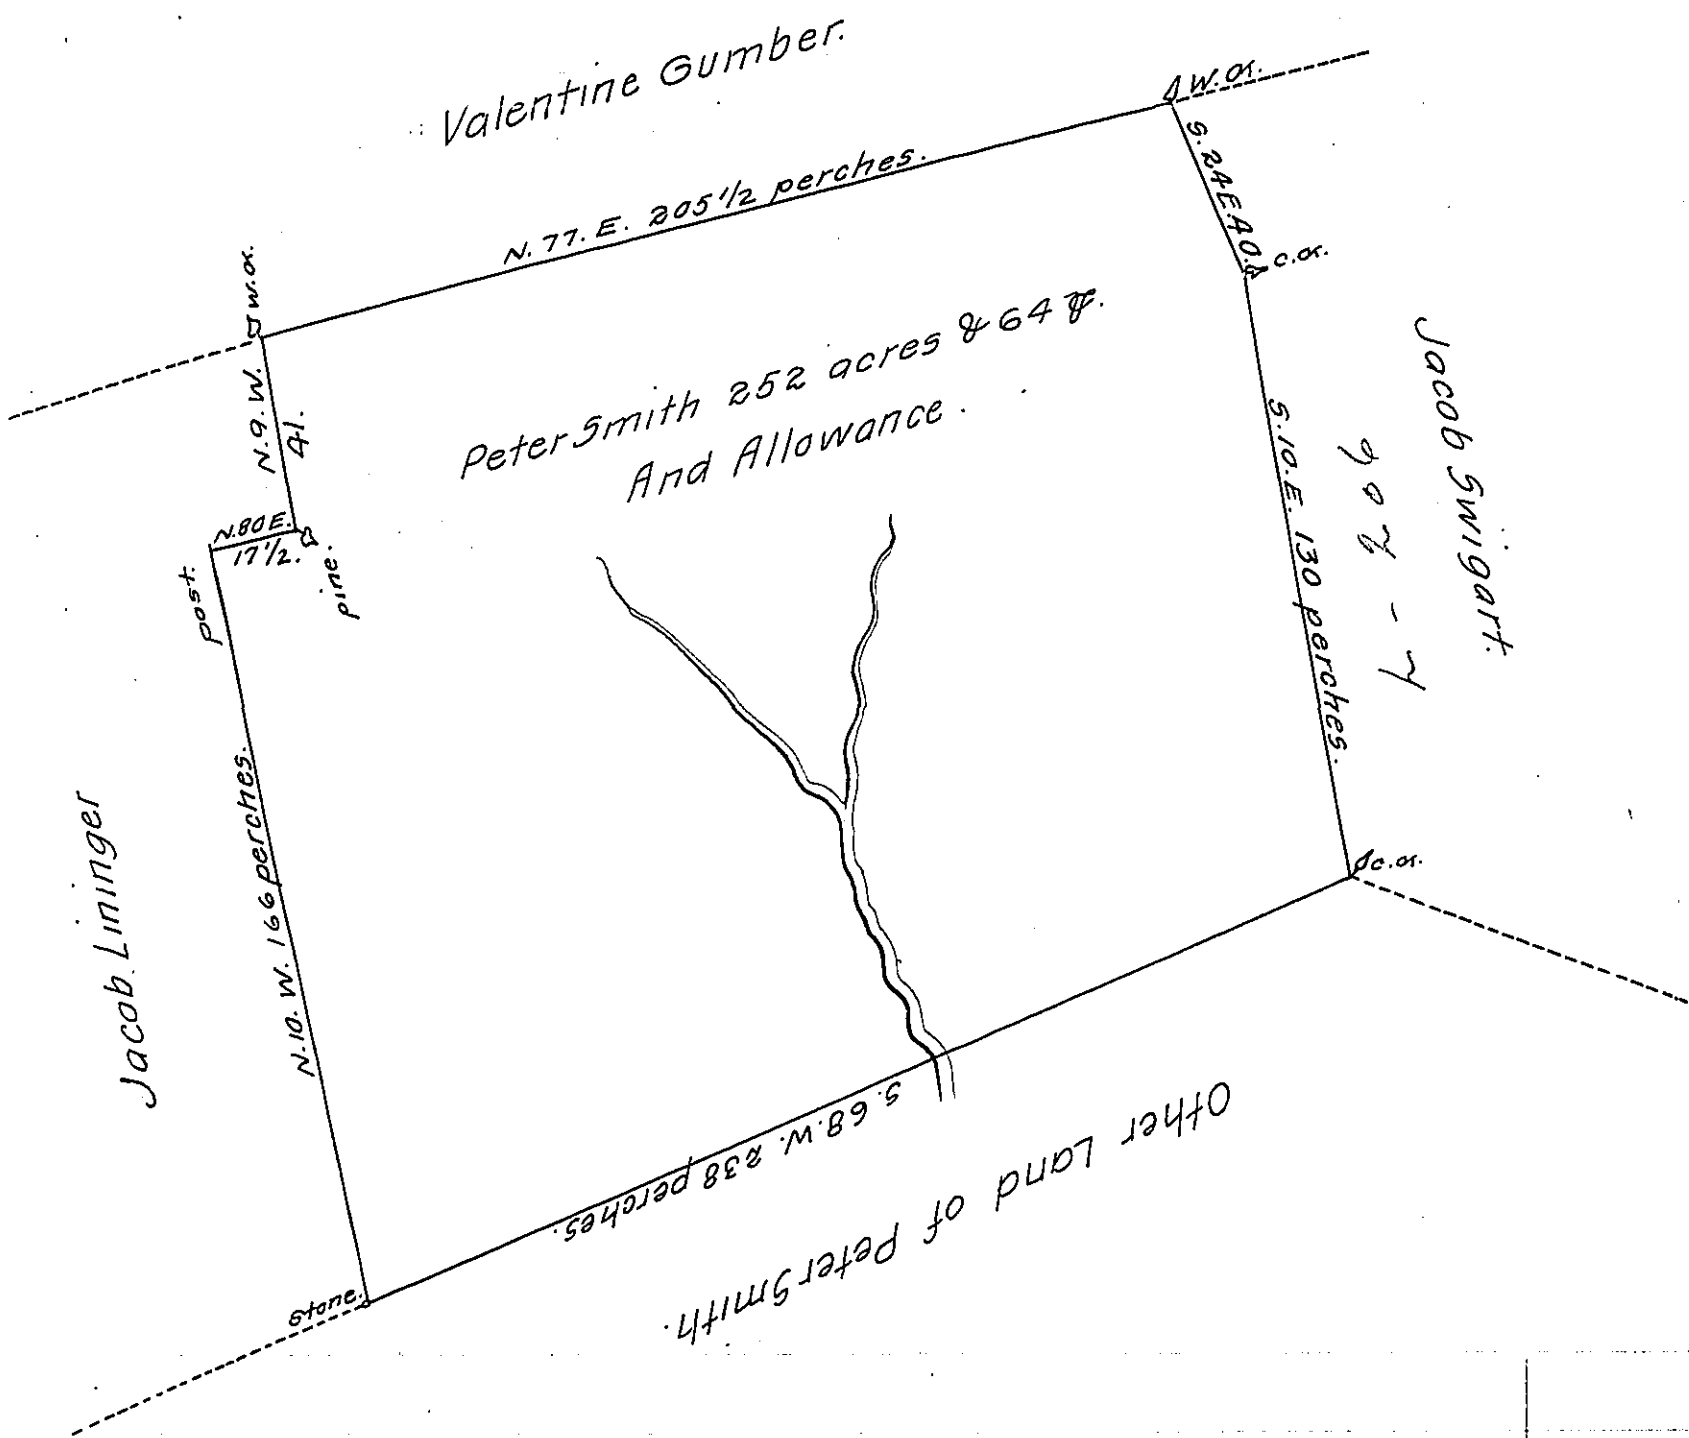 Valentine Gumber.
W.O.
N. 77. E. 205 1/2 perches.
S. 24 E. 40.
c.o.
w.o.
N. 9. W.
41.
Peter Smith 252 acres & 64 P.
And Allowance.
N. 80 E.
17 1/2.
post.
pine.
Jacob Swigart.
S. 10. E. 130 perches.
Jacob Lininger
N. 10. W. 166 perches.
c.o.
S. 68. W. 238 perches.
Stone.
Other Land of Peter Smith.